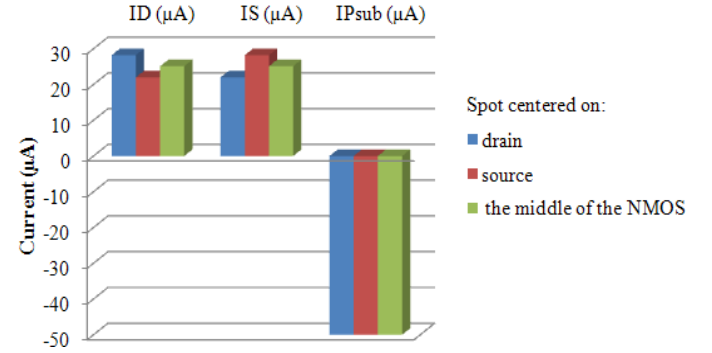 ID (µA) IS (µA) IPsub (µA)
30
20
10
0
-10
-20
-30
-40
-50
Current (µA)
Spot centered on:
drain
source
the middle of the NMOS